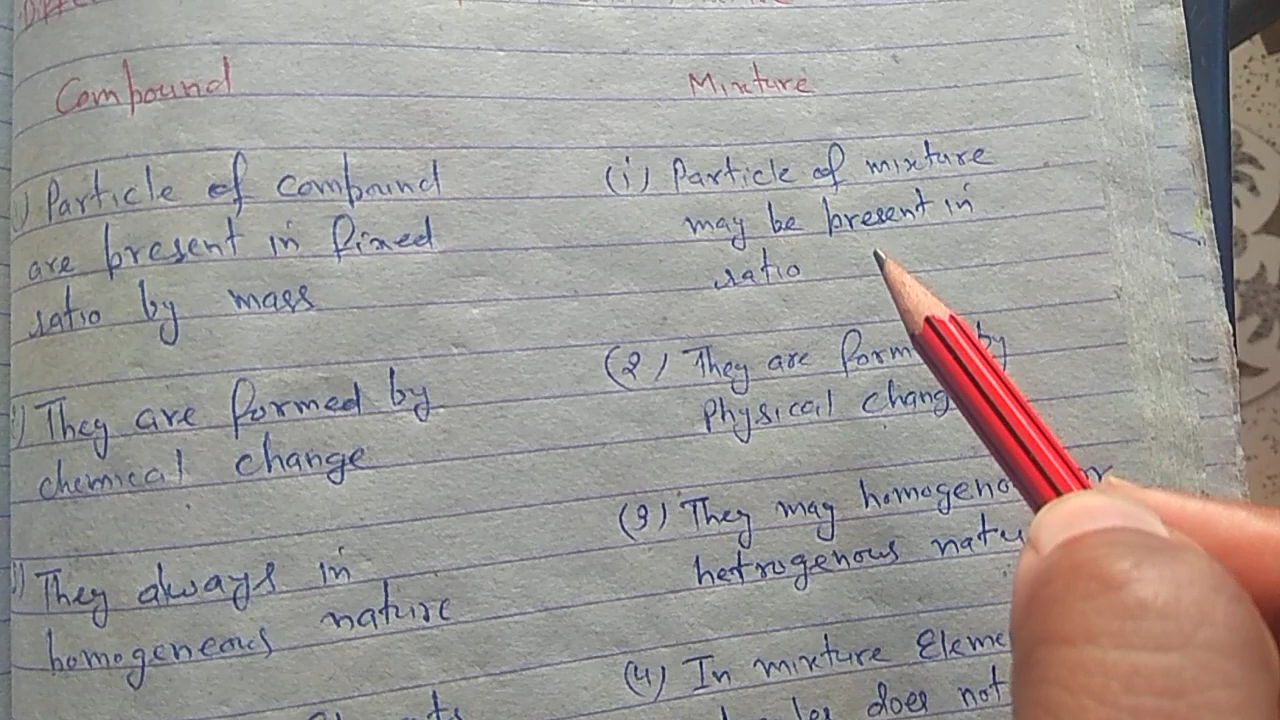 Compound
Mixture
1) Particle of compound
are present in fixed
ratio by mass
i) They are formed by
chemical change
i) They always in
homogeneous nature
(i) Particle of mixture
may be present in
ratio
(2) They are form by
Physical chang
(3) They may homogeno
hetrogenous natu
(4) In mixture Eleme
does not